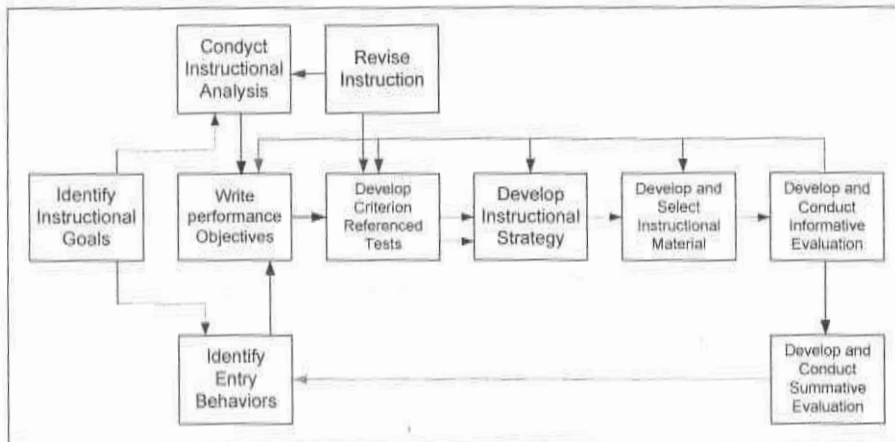 Condyct
Instructional
Analysis
Revise
Instruction
Identify
Instructional
Goals
Write
performance
Objectives
Develop
Criterion
Referenced
Tests
Develop
Instructional
Strategy
Develop and
Select
Instructional
Material
Develop and
Conduct
Informative
Evaluation
Identify
Entry
Behaviors
Develop and
Conduct
Summative
Evaluation